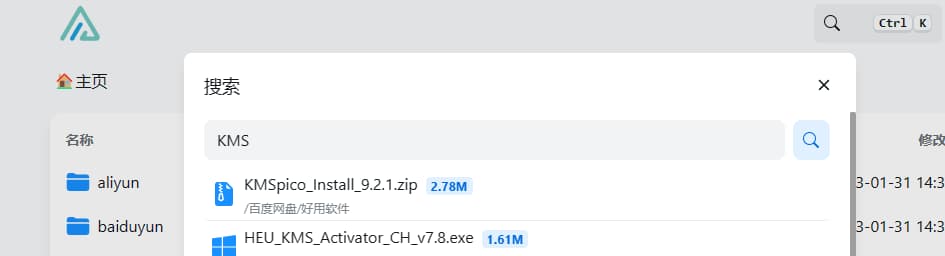 Ctrl K
主页
搜索
KMS
名称
修改
KMSpico_Install_9.2.1.zip 2.78M
aliyun
3-01-31 14:3
/百度网盘/好用软件
baiduyun
3-01-31 14:3
HEU_KMS_Activator_CH_v7.8.exe 1.61M